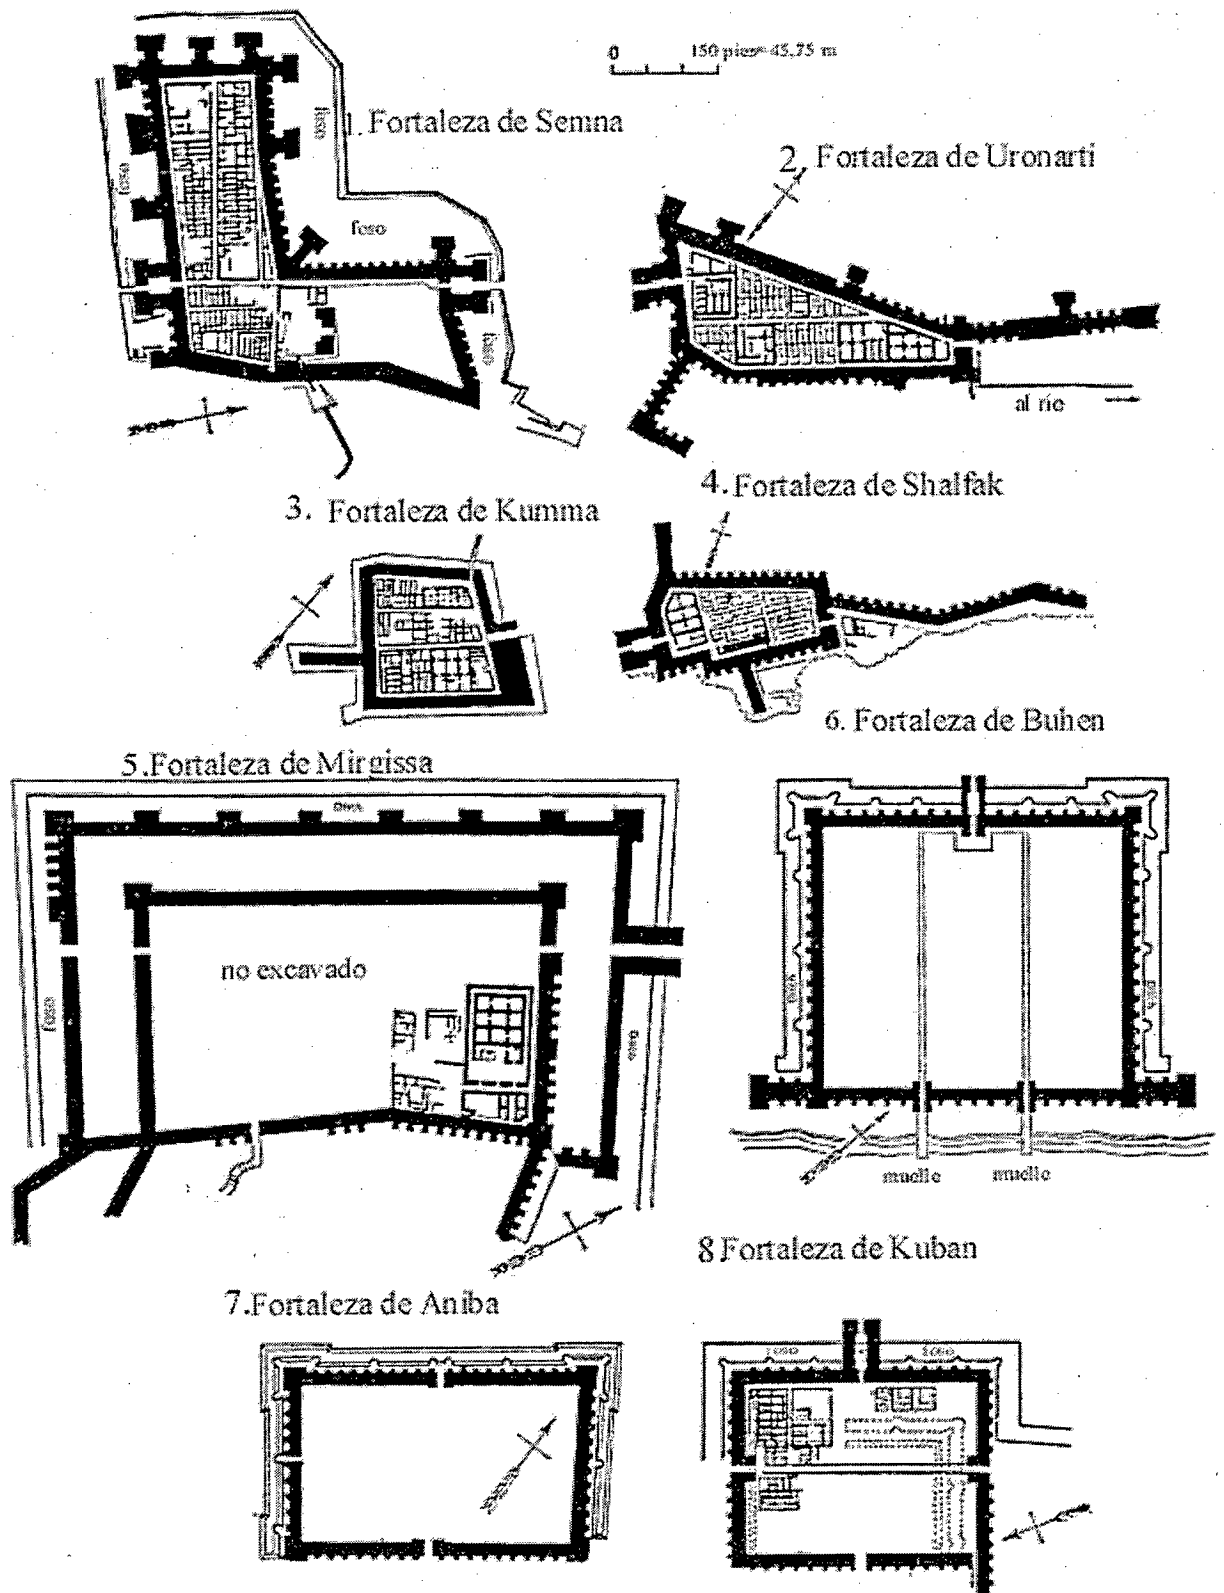 0 150 pies=45,75 m
1. Fortaleza de Semna
foso
foso
foso
foso
2. Fortaleza de Uronarti
al río
3. Fortaleza de Kumma
4. Fortaleza de Shalfak
5.Fortaleza de Mirgissa
foso
no excavado
foso
foso
6. Fortaleza de Buhen
foso
foso
muelle muelle
7.Fortaleza de Aniba
8.Fortaleza de Kuban
foso foso